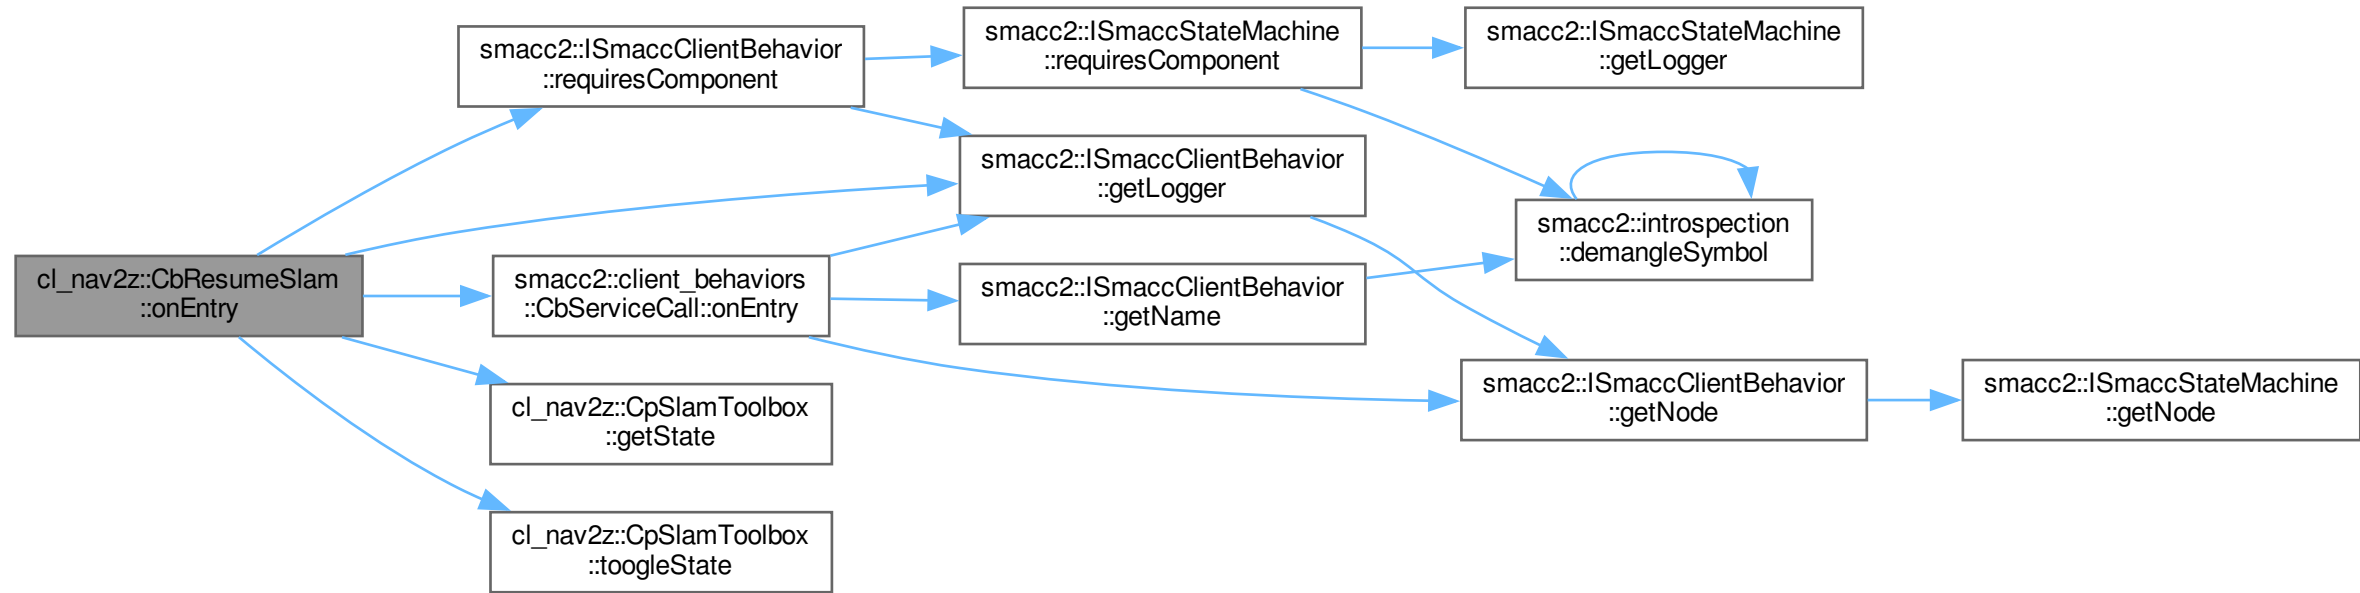 cl_nav2z::CbResumeSlam
::onEntry
smacc2::ISmaccClientBehavior
::requiresComponent
smacc2::ISmaccStateMachine
::requiresComponent
smacc2::ISmaccStateMachine
::getLogger
smacc2::ISmaccClientBehavior
::getLogger
smacc2::introspection
::demangleSymbol
smacc2::client_behaviors
::CbServiceCall::onEntry
smacc2::ISmaccClientBehavior
::getName
smacc2::ISmaccClientBehavior
::getNode
smacc2::ISmaccStateMachine
::getNode
cl_nav2z::CpSlamToolbox
::getState
cl_nav2z::CpSlamToolbox
::toogleState